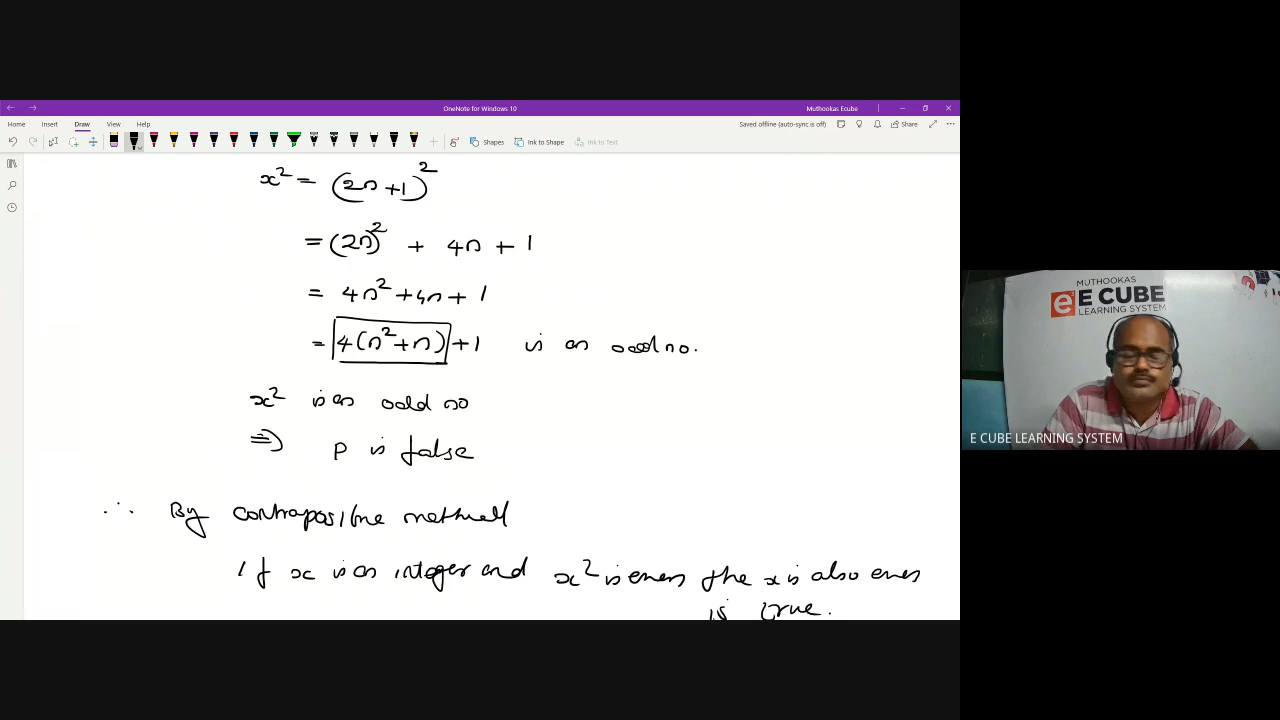 OneNote for Windows 10
Muthookas Ecube
Home Insert Draw View Help
Saved offline (auto-sync is off)
Share
Shapes
Ink to Shape
Ink to Text
x² = (2n+1)²
= (2n)² + 4n + 1
= 4n² + 4n + 1
= 4(n²+n) + 1 is an odd no.
x² is an odd no
⇒ p is false
∴ By contrapositive method
If x is an integer and x² is even the x is also even
is true.
MUTHOOKAS
e E CUBE
LEARNING SYSTEM
E CUBE LEARNING SYSTEM